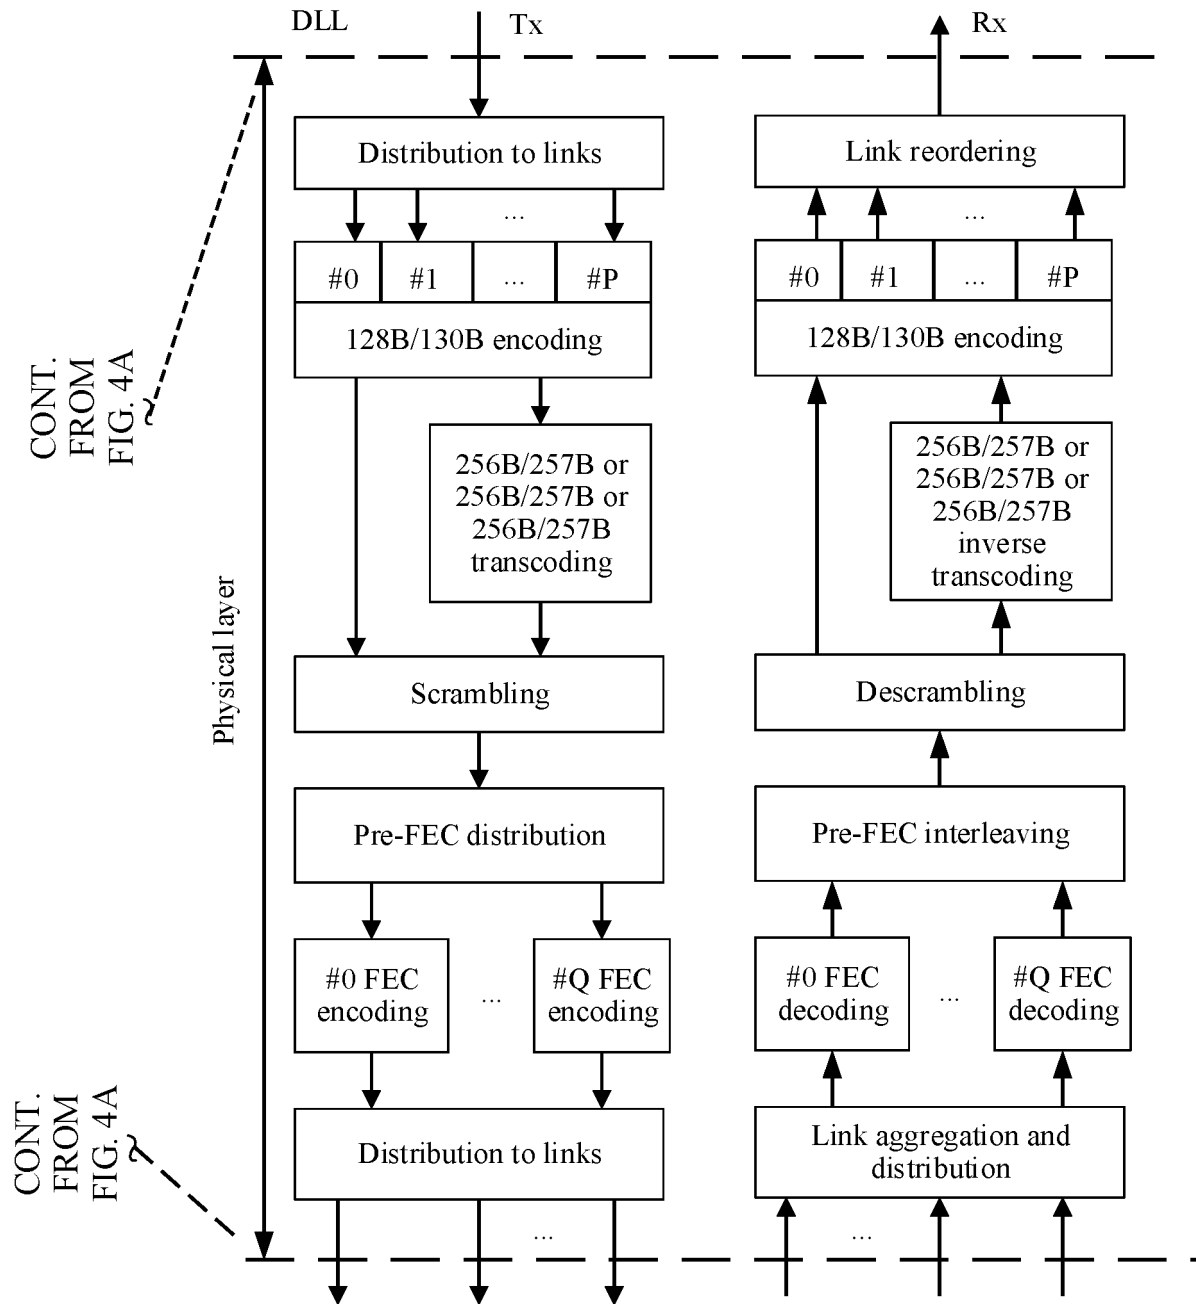 DLL
Tx
Rx
Distribution to links
Link reordering
...
...
#0
#1
...
#P
#0
#1
...
#P
128B/130B encoding
128B/130B encoding
CONT.
FROM
FIG. 4A
256B/257B or
256B/257B or
256B/257B
transcoding
256B/257B or
256B/257B or
256B/257B
inverse
transcoding
Physical layer
Scrambling
Descrambling
Pre-FEC distribution
Pre-FEC interleaving
#0 FEC
encoding
...
#Q FEC
encoding
#0 FEC
decoding
...
#Q FEC
decoding
CONT.
FROM
FIG. 4A
Distribution to links
Link aggregation and
distribution
...
...